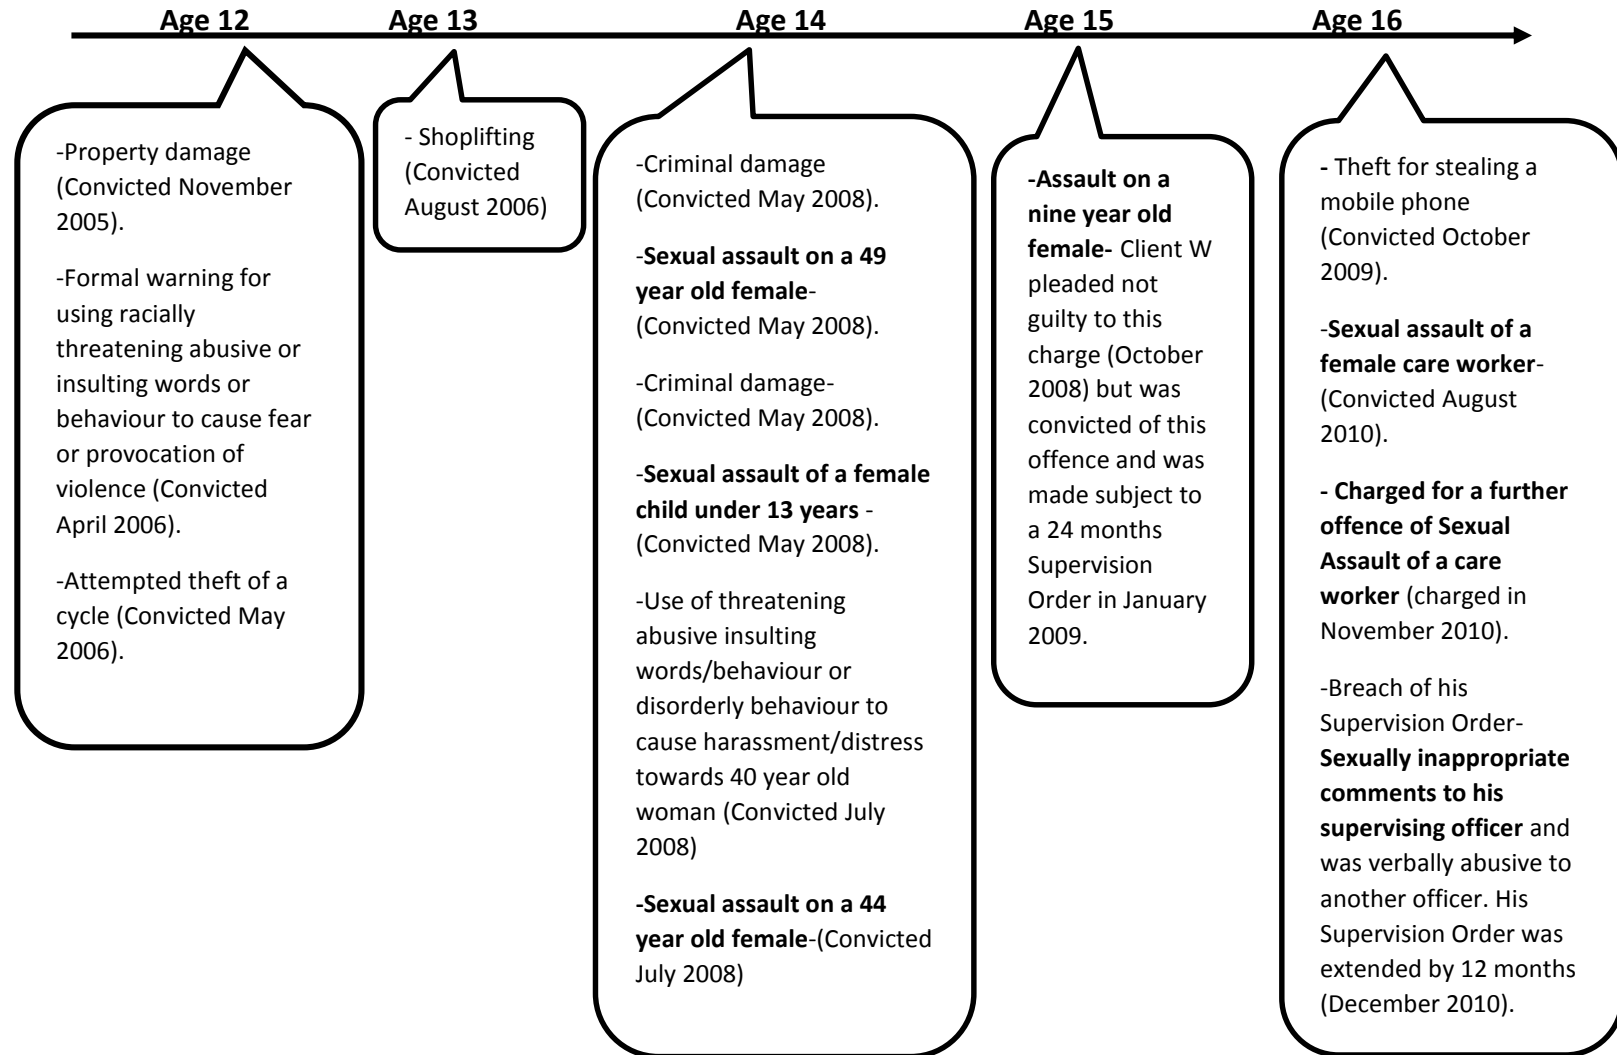 Age 12
Age 13
Age 14
Age 15
Age 16
-Property damage
(Convicted November
2005).
-Formal warning for
using racially
threatening abusive or
insulting words or
behaviour to cause fear
or provocation of
violence (Convicted
April 2006).
-Attempted theft of a
cycle (Convicted May
2006).
- Shoplifting
(Convicted
August 2006)
-Criminal damage
(Convicted May 2008).
-Sexual assault on a 49
year old female-
(Convicted May 2008).
-Criminal damage-
(Convicted May 2008).
-Sexual assault of a female
child under 13 years -
(Convicted May 2008).
-Use of threatening
abusive insulting
words/behaviour or
disorderly behaviour to
cause harassment/distress
towards 40 year old
woman (Convicted July
2008)
-Sexual assault on a 44
year old female-(Convicted
July 2008)
-Assault on a
nine year old
female- Client W
pleaded not
guilty to this
charge (October
2008) but was
convicted of this
offence and was
made subject to
a 24 months
Supervision
Order in January
2009.
- Theft for stealing a
mobile phone
(Convicted October
2009).
-Sexual assault of a
female care worker-
(Convicted August
2010).
- Charged for a further
offence of Sexual
Assault of a care
worker (charged in
November 2010).
-Breach of his
Supervision Order-
Sexually inappropriate
comments to his
supervising officer and
was verbally abusive to
another officer. His
Supervision Order was
extended by 12 months
(December 2010).